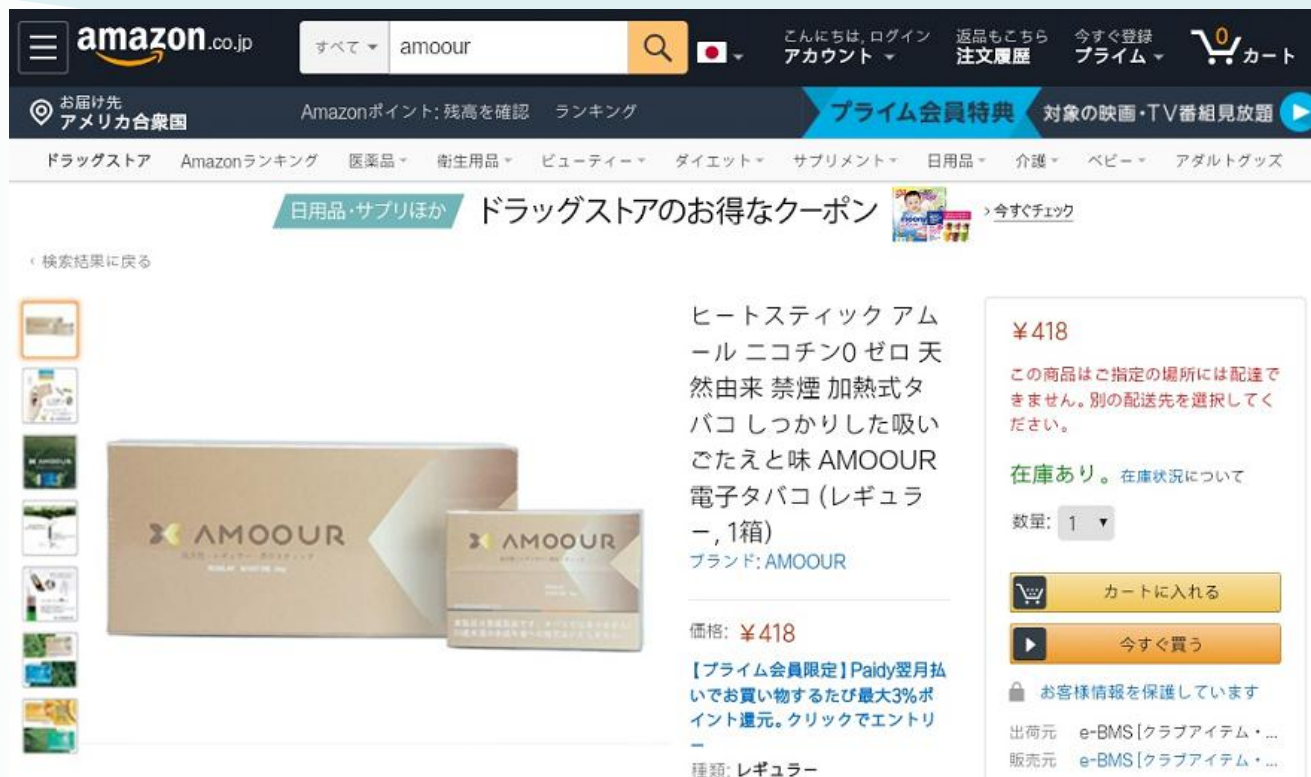 amazon.co.jp
すべて
amoour
こんにちは, ログイン
アカウント
返品もこちら
注文履歴
今すぐ登録
プライム
0
カート
お届け先
アメリカ合衆国
Amazonポイント: 残高を確認
ランキング
プライム会員特典
対象の映画・TV番組見放題
ドラッグストア
Amazonランキング
医薬品
衛生用品
ビューティー
ダイエット
サプリメント
日用品
介護
ベビー
アダルトグッズ
日用品・サプリほか
ドラッグストアのお得なクーポン
›今すぐチェック
‹ 検索結果に戻る
AMOOUR
AMOOUR
ヒートスティック アム
ール ニコチン0 ゼロ 天
然由来 禁煙 加熱式タ
バコ しっかりした吸い
ごたえと味 AMOOUR
電子タバコ (レギュラ
ー, 1箱)
ブランド: AMOOUR
価格: ¥418
【プライム会員限定】Paidy翌月払
いでお買い物するたび最大3%ポ
イント還元。クリックでエントリ
ー
種類: レギュラー
¥418
この商品はご指定の場所には配達で
きません。別の配送先を選択してく
ださい。
在庫あり。在庫状況について
数量: 1
カートに入れる
今すぐ買う
お客様情報を保護しています
出荷元 e-BMS [クラブアイテム・...
販売元 e-BMS [クラブアイテム・...